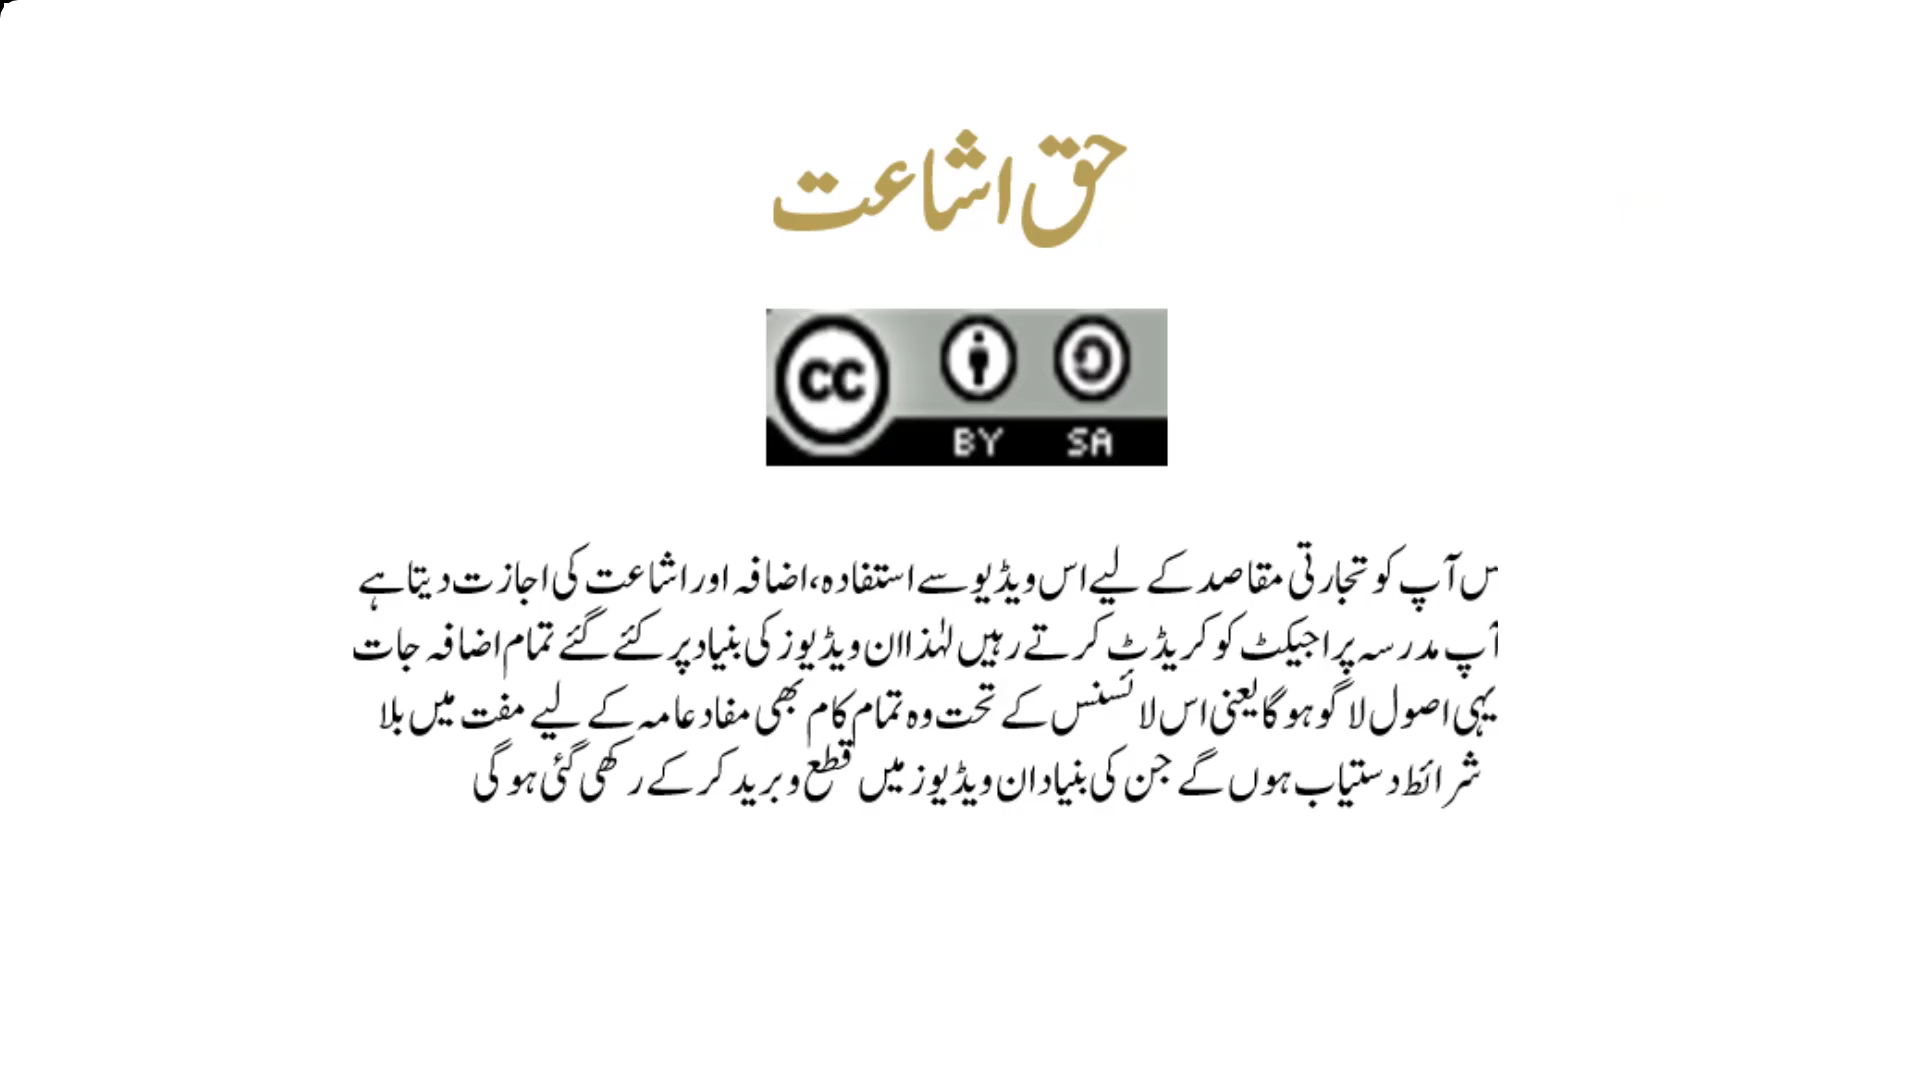 حق اشاعت
cc
BY SA
س آپ کو تجارتی مقاصد کے لیے اس ویڈیو سے استفادہ، اضافہ اور اشاعت کی اجازت دیتا ہے
آپ مدرسہ پراجیکٹ کو کریڈٹ کرتے رہیں لہٰذا ان ویڈیوز کی بنیاد پر کئے گئے تمام اضافہ جات
یہی اصول لاگو ہو گا یعنی اس لائسنس کے تحت وہ تمام کام بھی مفاد عامہ کے لیے مفت میں بلا
شرائط دستیاب ہوں گے جن کی بنیاد ان ویڈیوز میں قطع و برید کر کے رکھی گئی ہو گی